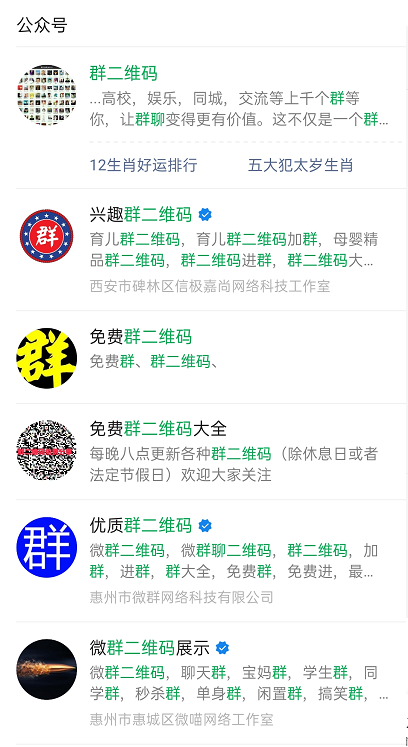 公众号
群二维码
...高校，娱乐，同城，交流等上千个群等
你，让群聊变得更有价值。这不仅是一个群...
12生肖好运排行
五大犯太岁生肖
群
兴趣群二维码
育儿群二维码，育儿群二维码加群，母婴精
品群二维码，群二维码进群，群二维码大...
西安市碑林区信极嘉尚网络科技工作室
群
免费群二维码
免费群、群二维码、
免费群二维码大全
每晚八点更新各种群二维码（除休息日或者
法定节假日）欢迎大家关注
群
优质群二维码
微群二维码，微群聊二维码，群二维码，加
群，进群，群大全，免费群，免费进，最...
惠州市微群网络科技有限公司
微群二维码展示
微群二维码，聊天群，宝妈群，学生群，同
学群，秒杀群，单身群，闲置群，搞笑群，...
惠州市惠城区微喵网络工作室